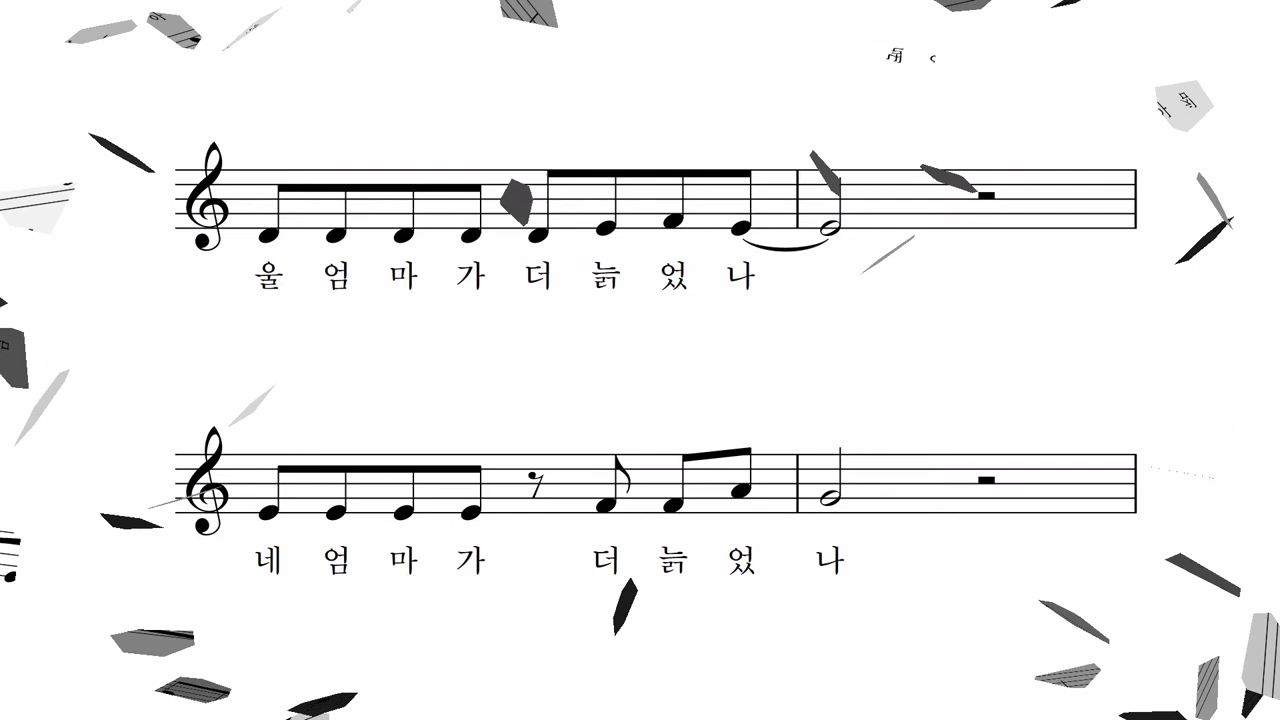 울 엄 마 가 더 늙 었 나
네 엄 마 가 더 늙 었 나